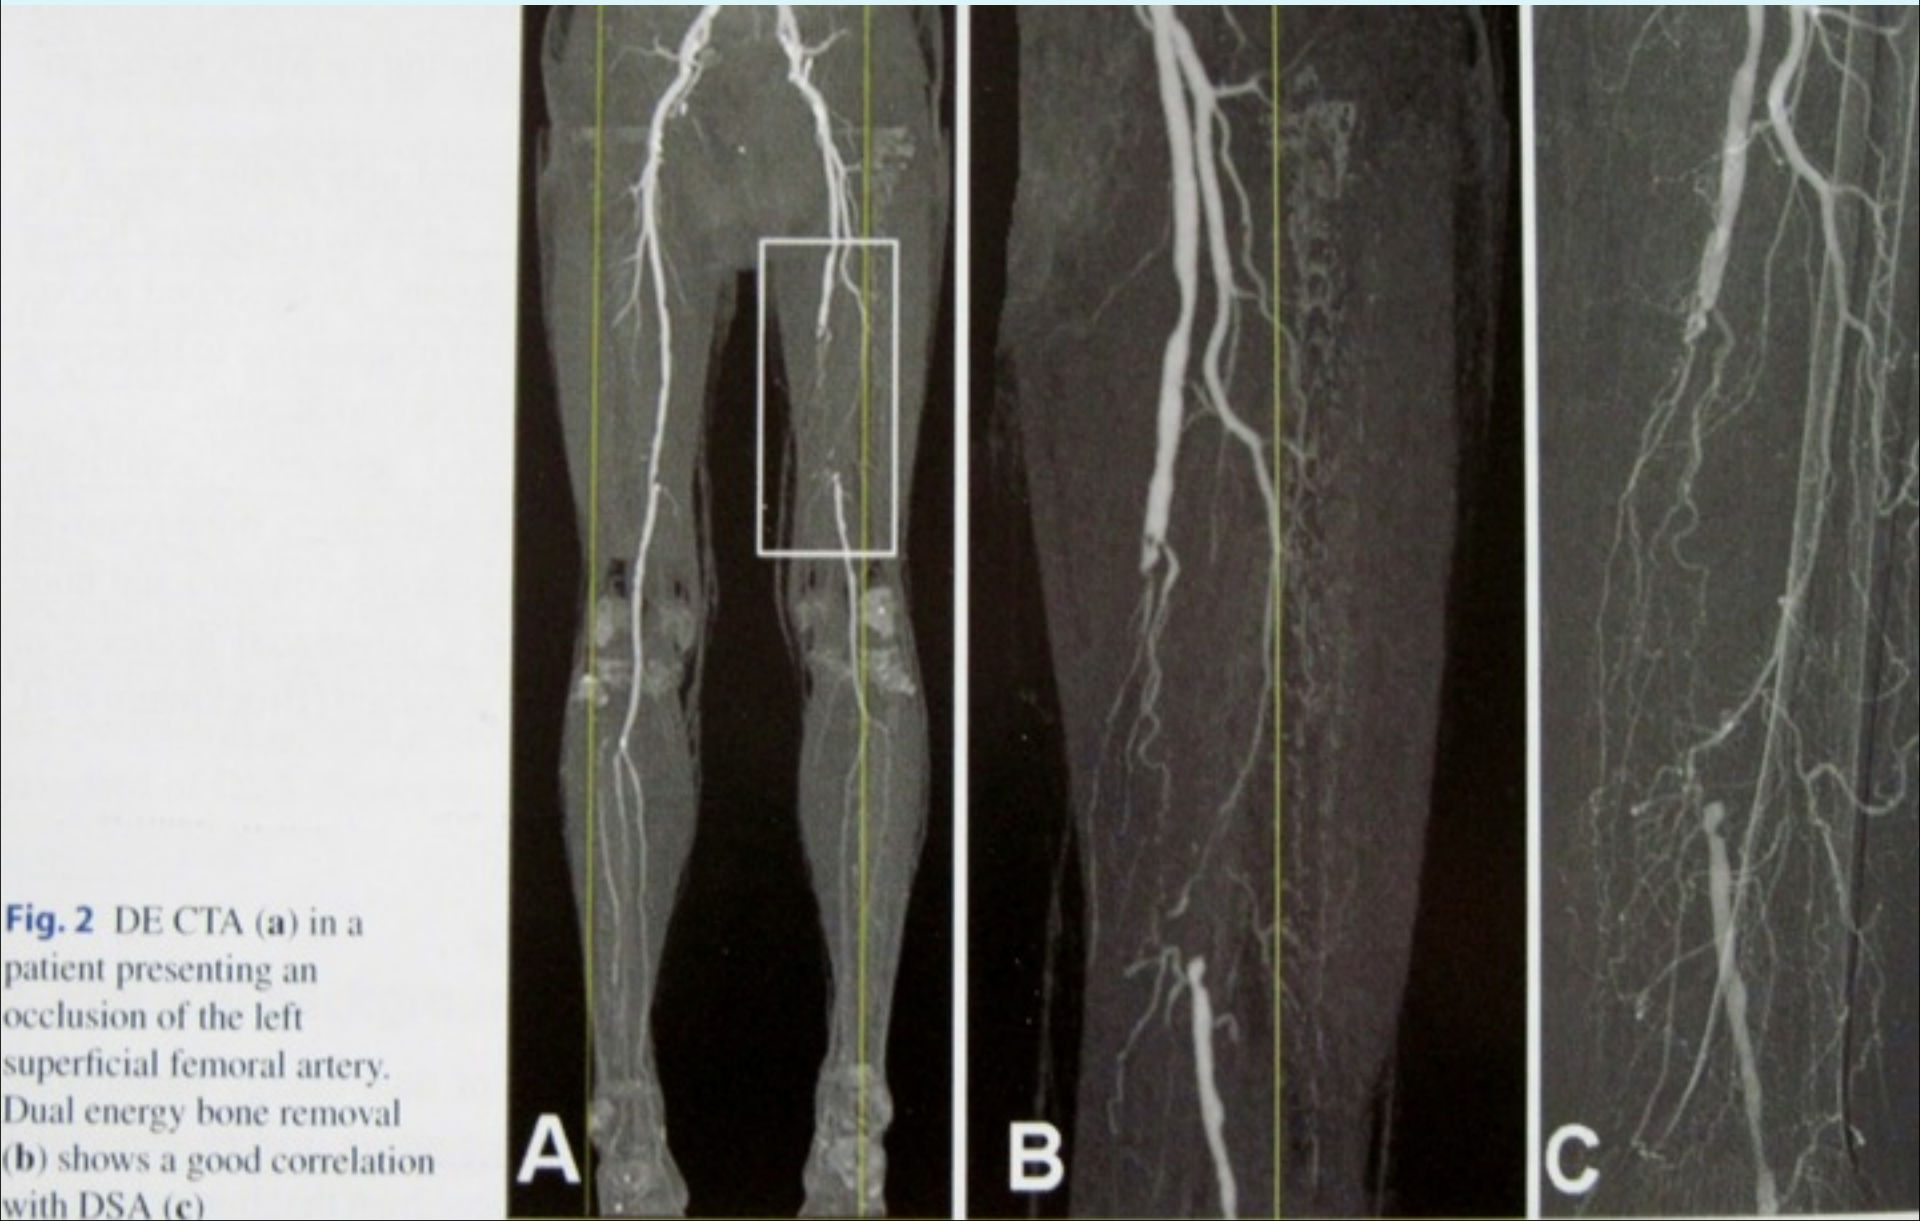 Fig. 2 DE CTA (a) in a
patient presenting an
occlusion of the left
superficial femoral artery.
Dual energy bone removal
(b) shows a good correlation
with DSA (c)
A
B
C